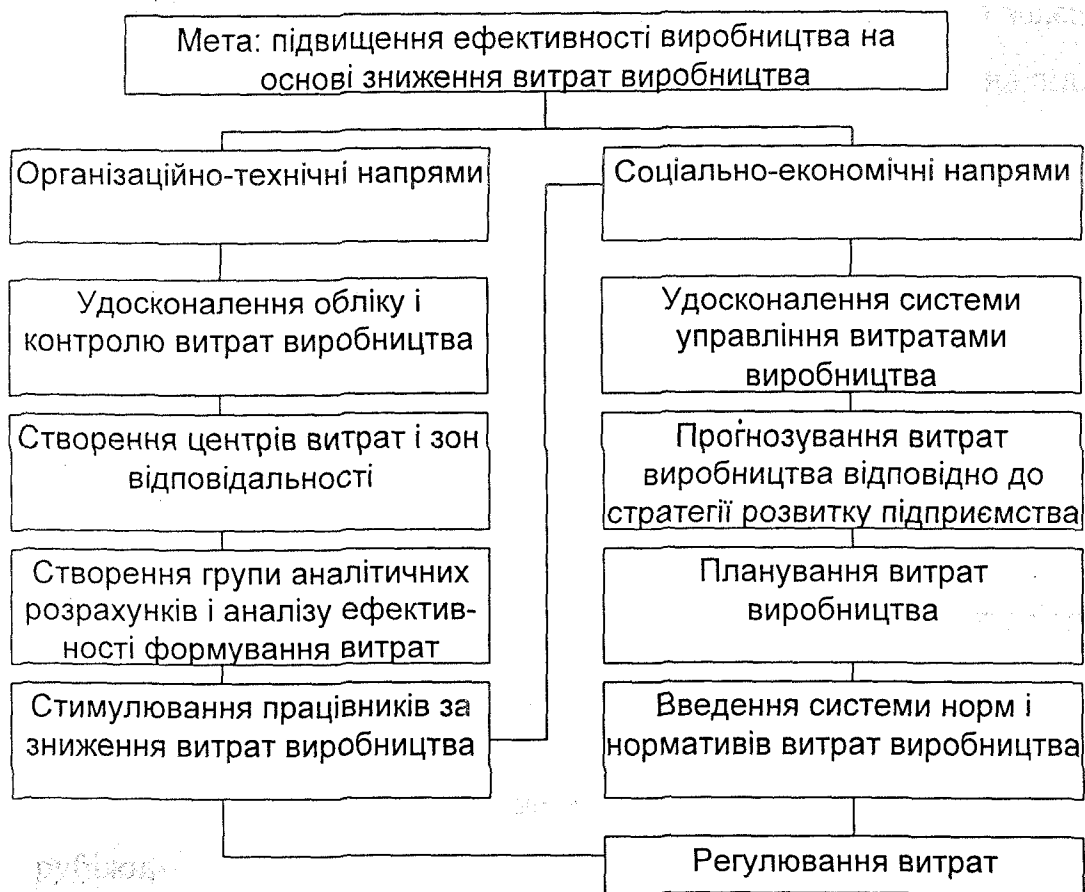 Мета: підвищення ефективності виробництва на
основі зниження витрат виробництва
Організаційно-технічні напрями
Соціально-економічні напрями
Удосконалення обліку і
контролю витрат виробництва
Удосконалення системи
управління витратами
виробництва
Створення центрів витрат і зон
відповідальності
Прогнозування витрат
виробництва відповідно до
стратегії розвитку підприємства
Створення групи аналітичних
розрахунків і аналізу ефектив-
ності формування витрат
Планування витрат
виробництва
Стимулювання працівників за
зниження витрат виробництва
Введення системи норм і
нормативів витрат виробництва
Регулювання витрат